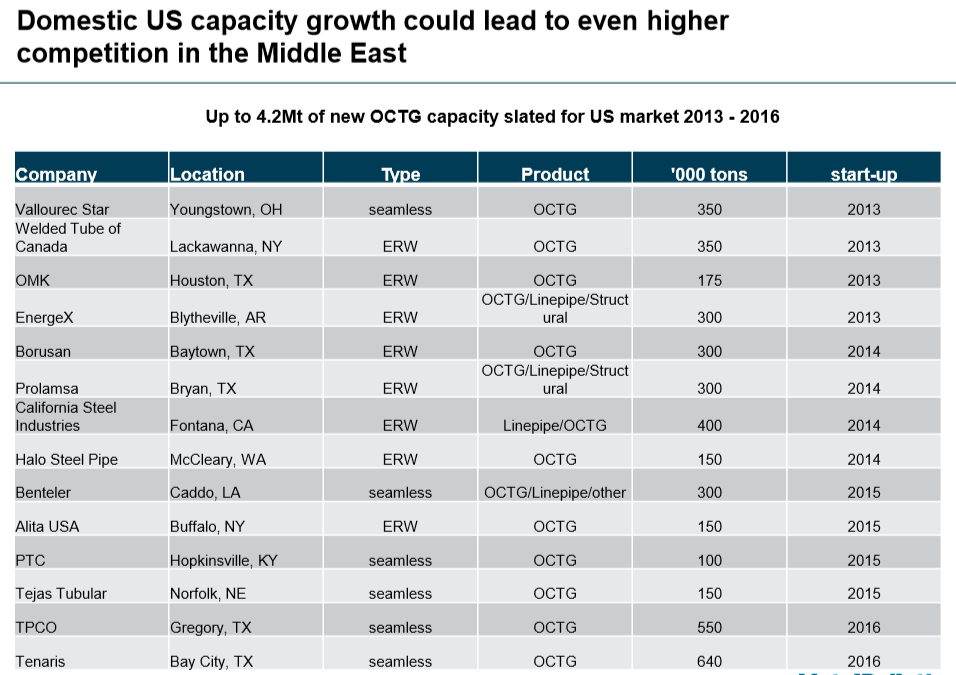 Domestic US capacity growth could lead to even higher
competition in the Middle East
Up to 4.2Mt of new OCTG capacity slated for US market 2013 - 2016
Company Location Type Product '000 tons start-up
Vallourec Star Youngstown, OH seamless OCTG 350 2013
Welded Tube of
Canada Lackawanna, NY ERW OCTG 350 2013
OMK Houston, TX ERW OCTG 175 2013
OCTG/Linepipe/Struct
EnergeX Blytheville, AR ERW ural 300 2013
Borusan Baytown, TX ERW OCTG 300 2014
OCTG/Linepipe/Struct
Prolamsa Bryan, TX ERW ural 300 2014
California Steel
Industries Fontana, CA ERW Linepipe/OCTG 400 2014
Halo Steel Pipe McCleary, WA ERW OCTG 150 2014
Benteler Caddo, LA seamless OCTG/Linepipe/other 300 2015
Alita USA Buffalo, NY ERW OCTG 150 2015
PTC Hopkinsville, KY seamless OCTG 100 2015
Tejas Tubular Norfolk, NE seamless OCTG 150 2015
TPCO Gregory, TX seamless OCTG 550 2016
Tenaris Bay City, TX seamless OCTG 640 2016